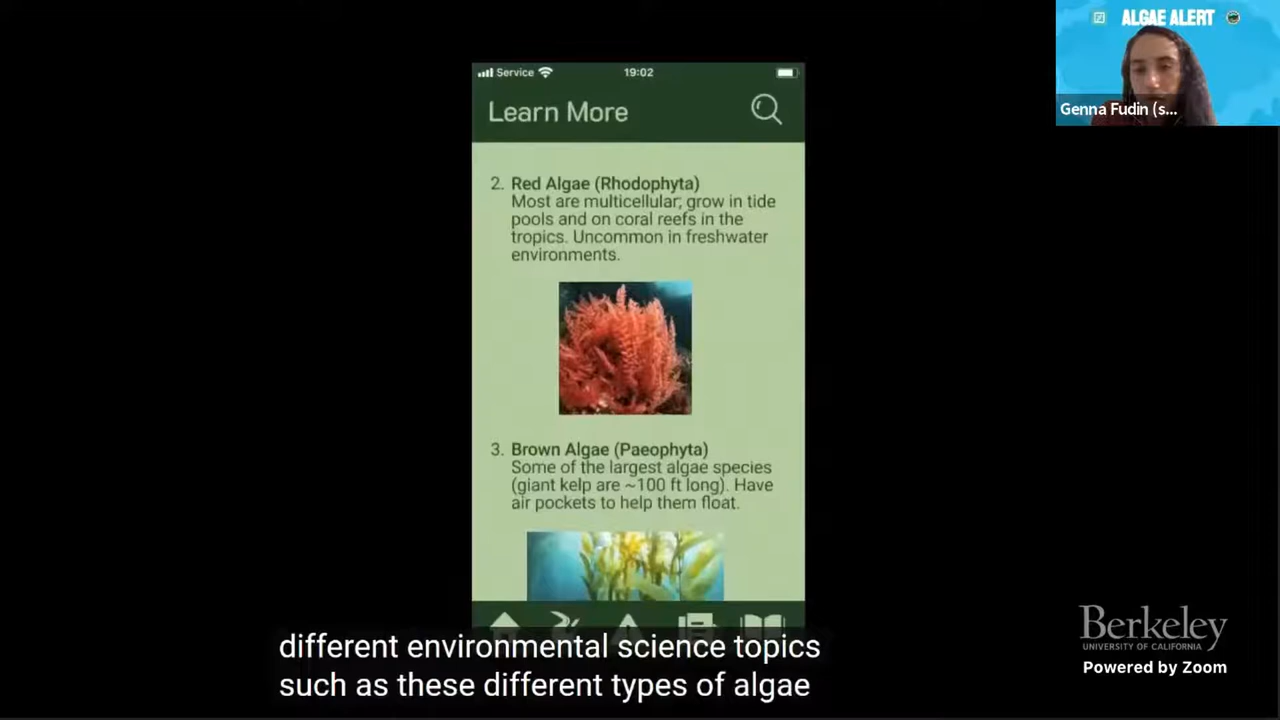 ALGAE ALERT
Genna Fudin (s...
Service
19:02
Learn More
2. Red Algae (Rhodophyta)
Most are multicellular; grow in tide
pools and on coral reefs in the
tropics. Uncommon in freshwater
environments.
3. Brown Algae (Paeophyta)
Some of the largest algae species
(giant kelp are ~100 ft long). Have
air pockets to help them float.
different environmental science topics
such as these different types of algae
Berkeley
UNIVERSITY OF CALIFORNIA
Powered by Zoom